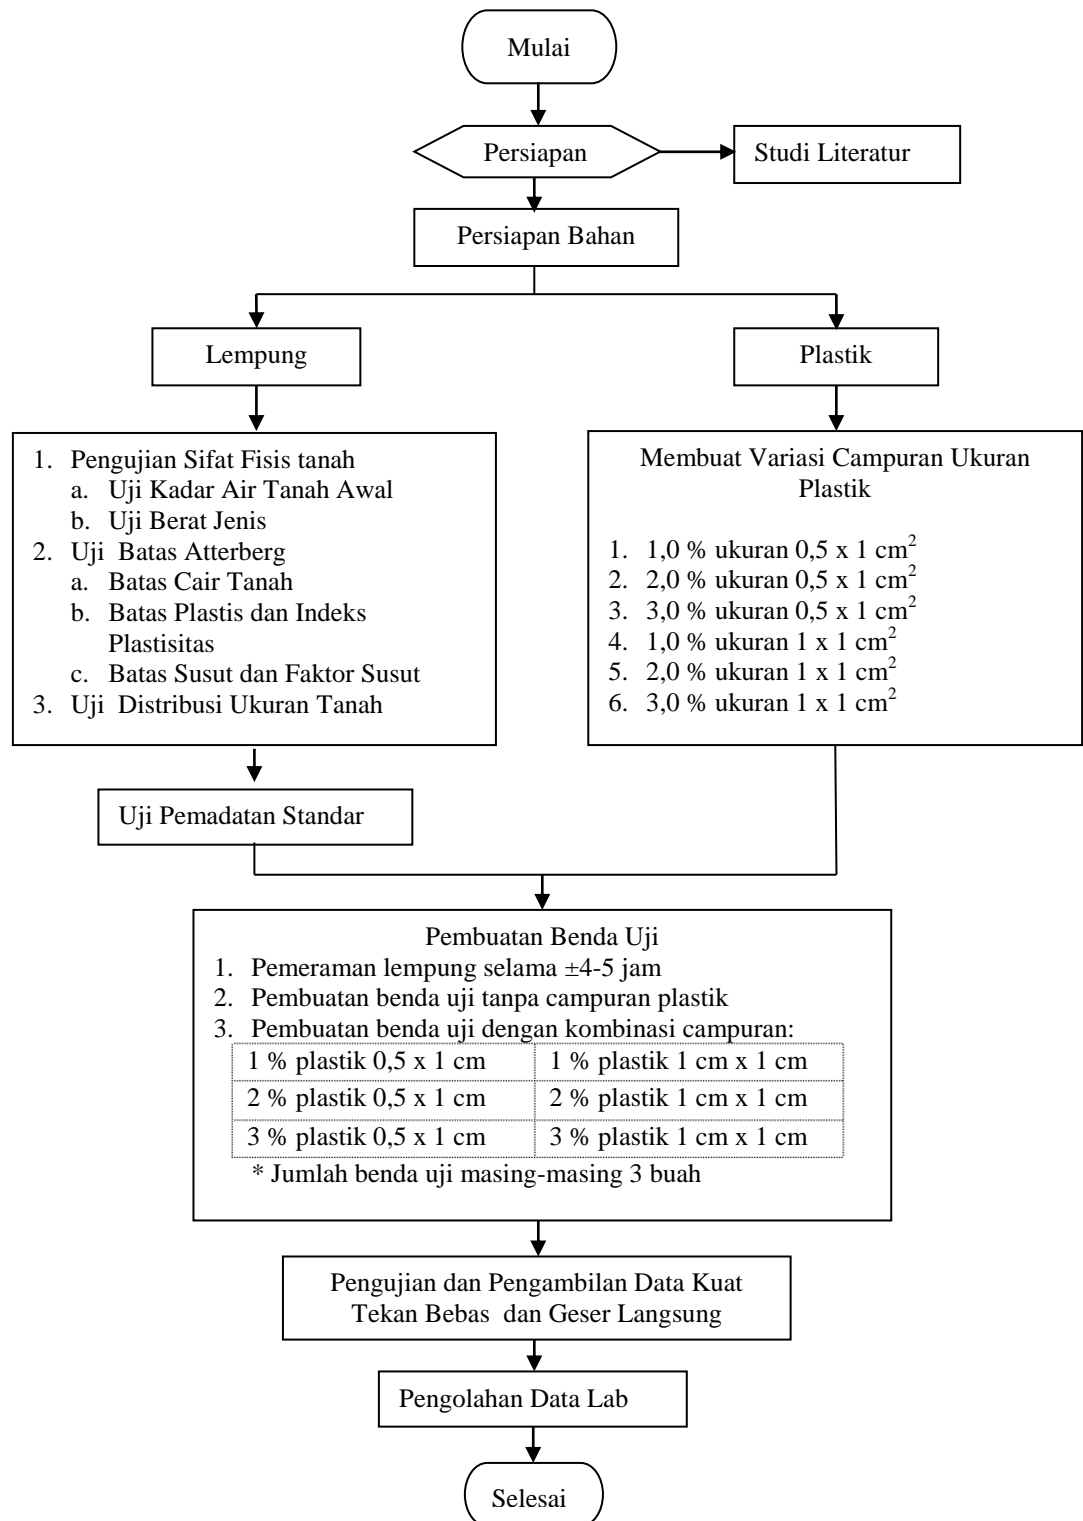 Mulai
Persiapan
Studi Literatur
Persiapan Bahan
Lempung
Plastik
1. Pengujian Sifat Fisis tanah
a. Uji Kadar Air Tanah Awal
b. Uji Berat Jenis
2. Uji Batas Atterberg
a. Batas Cair Tanah
b. Batas Plastis dan Indeks
Plastisitas
c. Batas Susut dan Faktor Susut
3. Uji Distribusi Ukuran Tanah
Membuat Variasi Campuran Ukuran
Plastik
1. 1,0 % ukuran 0,5 x 1 cm²
2. 2,0 % ukuran 0,5 x 1 cm²
3. 3,0 % ukuran 0,5 x 1 cm²
4. 1,0 % ukuran 1 x 1 cm²
5. 2,0 % ukuran 1 x 1 cm²
6. 3,0 % ukuran 1 x 1 cm²
Uji Pemadatan Standar
Pembuatan Benda Uji
1. Pemeraman lempung selama ±4-5 jam
2. Pembuatan benda uji tanpa campuran plastik
3. Pembuatan benda uji dengan kombinasi campuran:
1 % plastik 0,5 x 1 cm 1 % plastik 1 cm x 1 cm
2 % plastik 0,5 x 1 cm 2 % plastik 1 cm x 1 cm
3 % plastik 0,5 x 1 cm 3 % plastik 1 cm x 1 cm
* Jumlah benda uji masing-masing 3 buah
Pengujian dan Pengambilan Data Kuat
Tekan Bebas dan Geser Langsung
Pengolahan Data Lab
Selesai